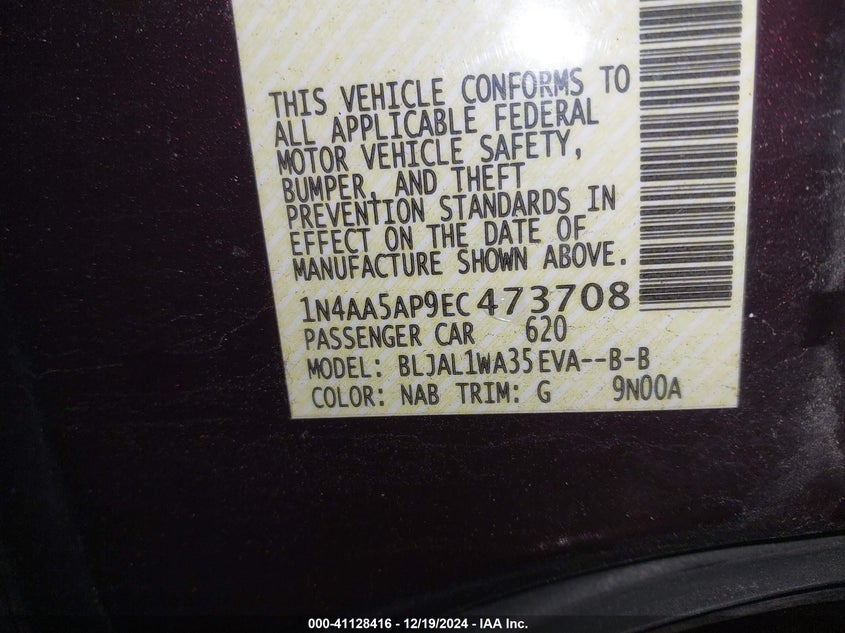 THIS VEHICLE CONFORMS TO
ALL APPLICABLE FEDERAL
MOTOR VEHICLE SAFETY,
BUMPER, AND THEFT
PREVENTION STANDARDS IN
EFFECT ON THE DATE OF
MANUFACTURE SHOWN ABOVE.
1N4AA5AP9EC473708
PASSENGER CAR 620
MODEL: BLJAL1WA35EVA--B-B
COLOR: NAB TRIM: G 9N00A
000-41128416 - 12/19/2024 - IAA Inc.